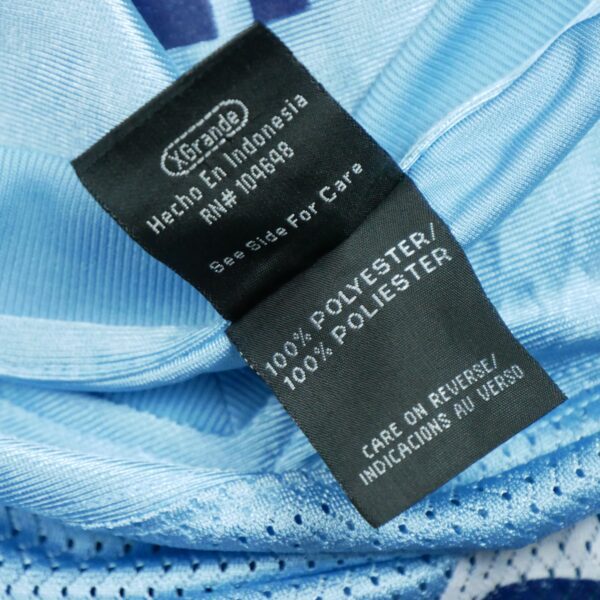 XGrande
Hecho En Indonesia
RN# 104648
See Side For Care
100% POLYESTER/
100% POLIESTER
CARE ON REVERSE/
INDICACIONS AU VERSO